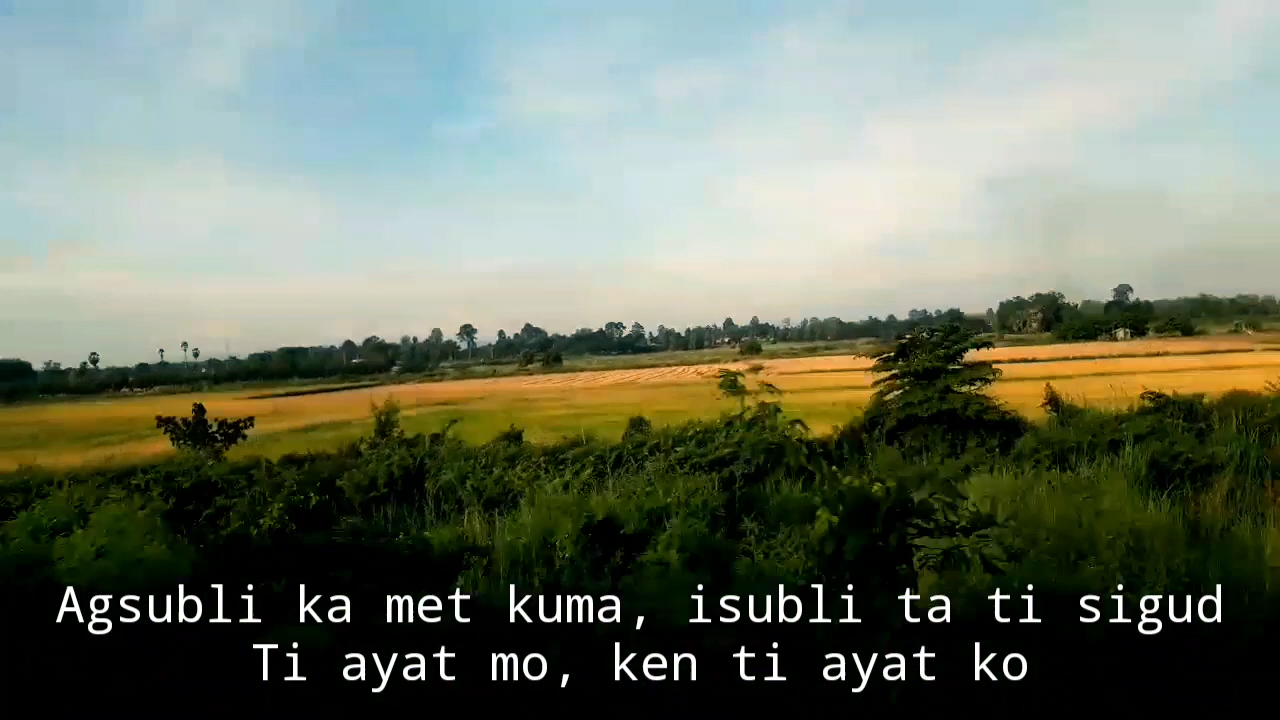 Agsubli ka met kuma, isubli ta ti sigud
Ti ayat mo, ken ti ayat ko